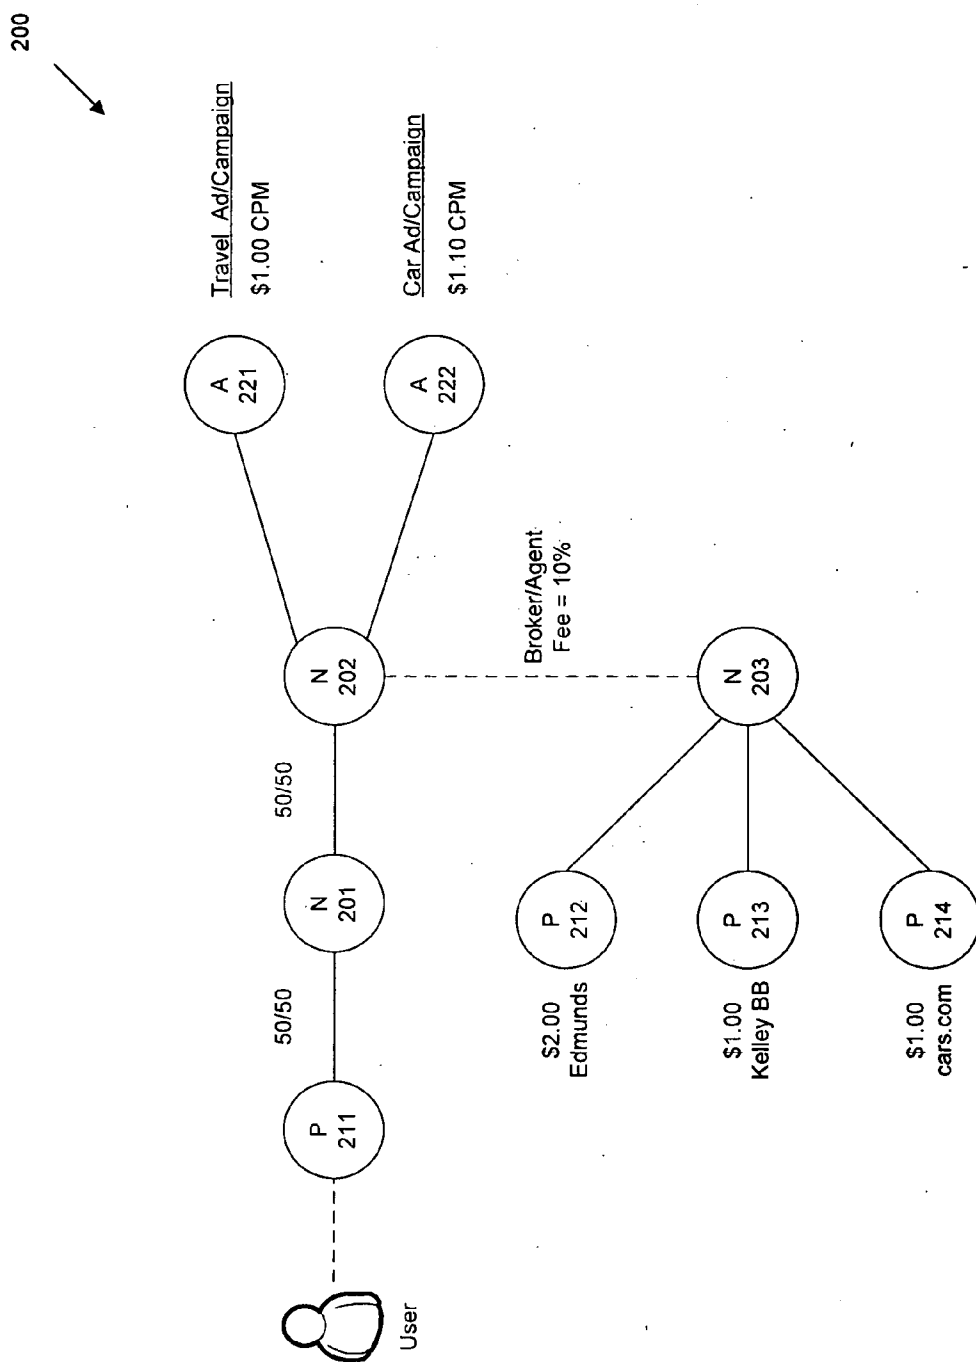 200
Travel Ad/Campaign
$1.00 CPM
Car Ad/Campaign
$1.10 CPM
A
221
A
222
50/50
50/50
P
211
N
201
N
202
User
Broker/Agent
Fee = 10%
N
203
P
212
$2.00
Edmunds
P
213
$1.00
Kelley BB
P
214
$1.00
cars.com